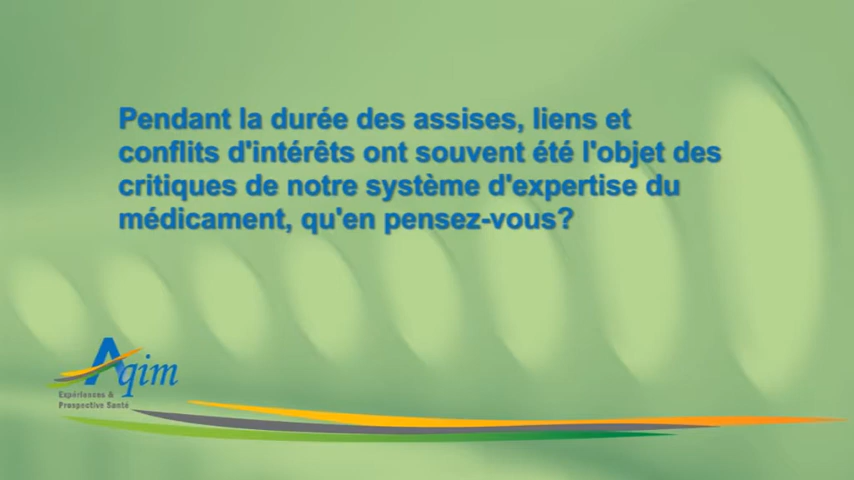 Pendant la durée des assises, liens et
conflits d'intérêts ont souvent été l'objet des
critiques de notre système d'expertise du
médicament, qu'en pensez-vous?
Aqim
Expériences &
Prospective Santé